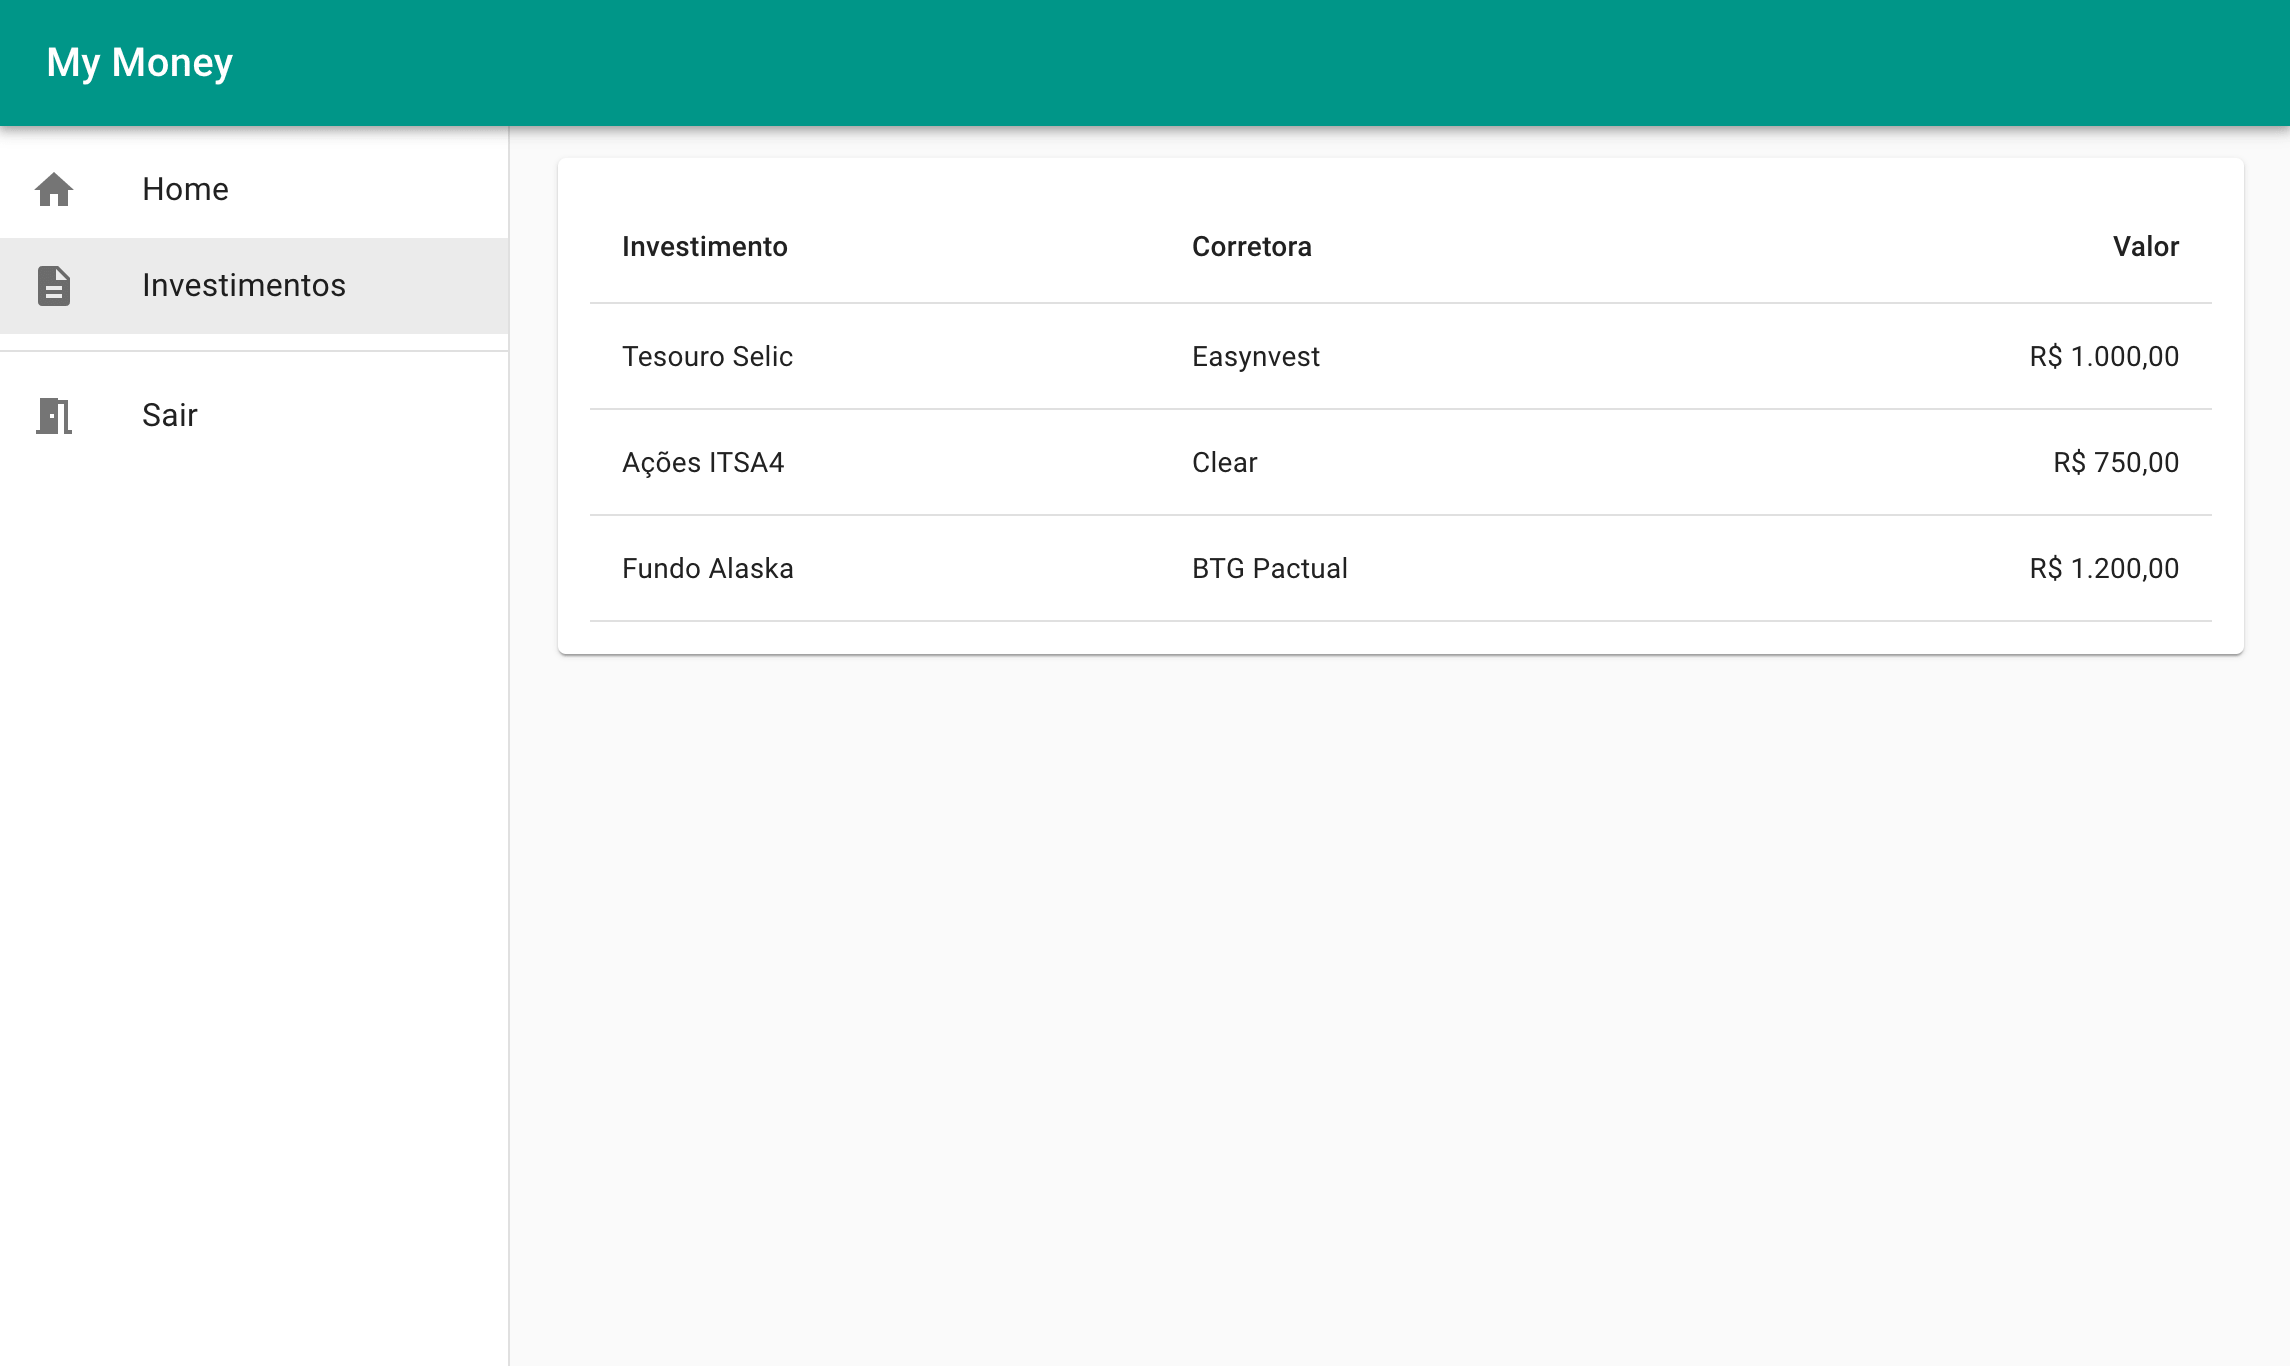 My Money
Home
Investimentos
Sair
Investimento Corretora Valor
Tesouro Selic Easynvest R$ 1.000,00
Ações ITSA4 Clear R$ 750,00
Fundo Alaska BTG Pactual R$ 1.200,00